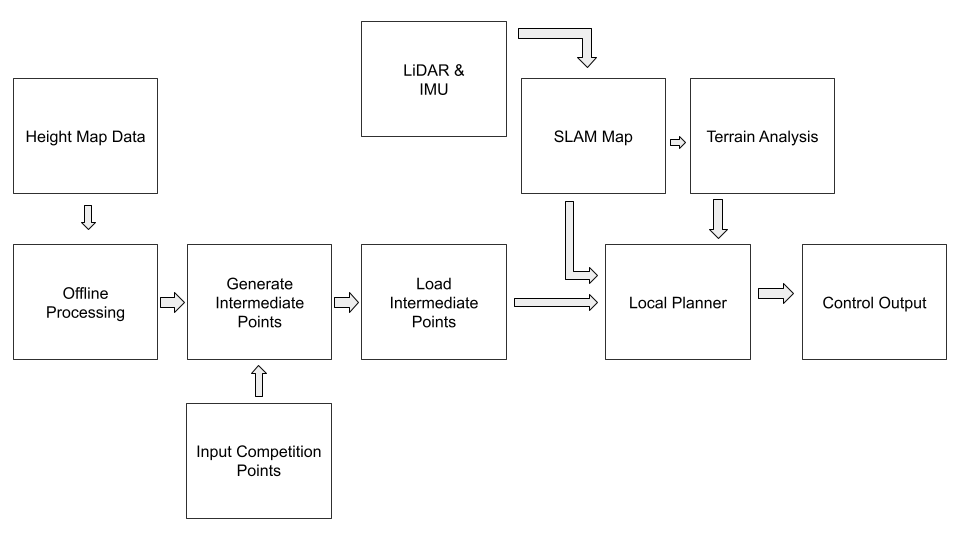 LiDAR &
IMU
Height Map Data
SLAM Map
Terrain Analysis
Offline
Processing
Generate
Intermediate
Points
Load
Intermediate
Points
Local Planner
Control Output
Input Competition
Points